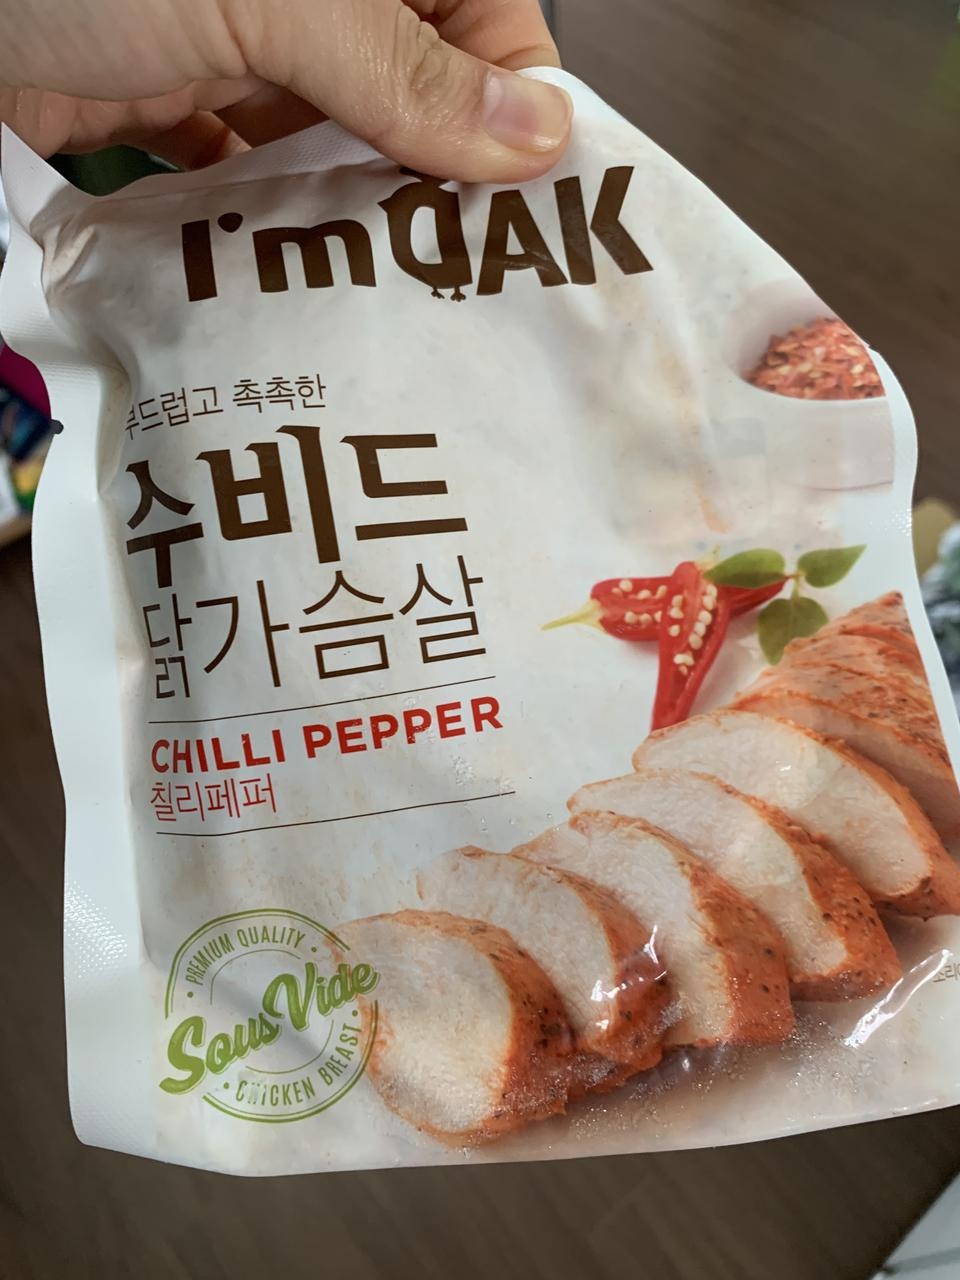 I'm DAK
부드럽고 촉촉한
수비드
닭가슴살
CHILLI PEPPER
칠리페퍼
PREMIUM QUALITY
Sous Vide
CHICKEN BREAST